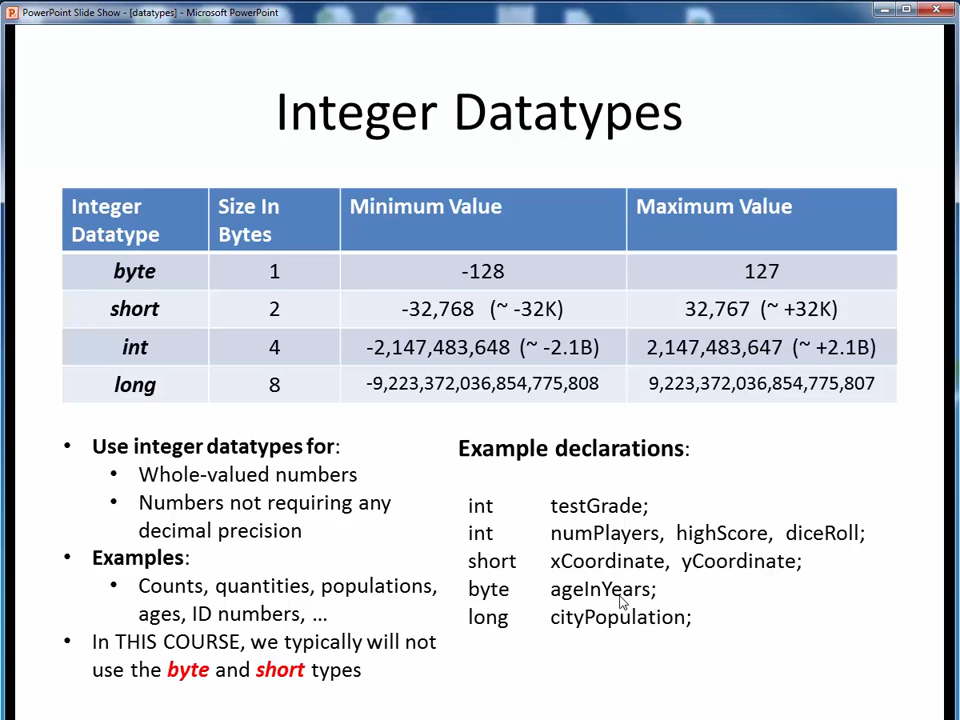 PowerPoint Slide Show - [datatypes] - Microsoft PowerPoint
Integer Datatypes
Integer Datatype Size In Bytes Minimum Value Maximum Value
byte 1 -128 127
short 2 -32,768 (~ -32K) 32,767 (~ +32K)
int 4 -2,147,483,648 (~ -2.1B) 2,147,483,647 (~ +2.1B)
long 8 -9,223,372,036,854,775,808 9,223,372,036,854,775,807
• Use integer datatypes for:
• Whole-valued numbers
• Numbers not requiring any
decimal precision
• Examples:
• Counts, quantities, populations,
ages, ID numbers, …
• In THIS COURSE, we typically will not
use the byte and short types
Example declarations:
int testGrade;
int numPlayers, highScore, diceRoll;
short xCoordinate, yCoordinate;
byte ageInYears;
long cityPopulation;